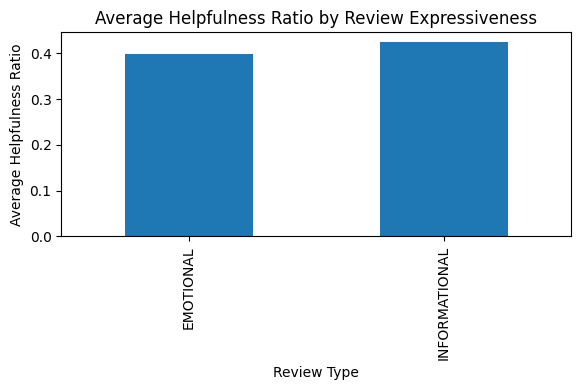 Average Helpfulness Ratio by Review Expressiveness
Average Helpfulness Ratio
0.4
0.3
0.2
0.1
0.0
EMOTIONAL
INFORMATIONAL
Review Type